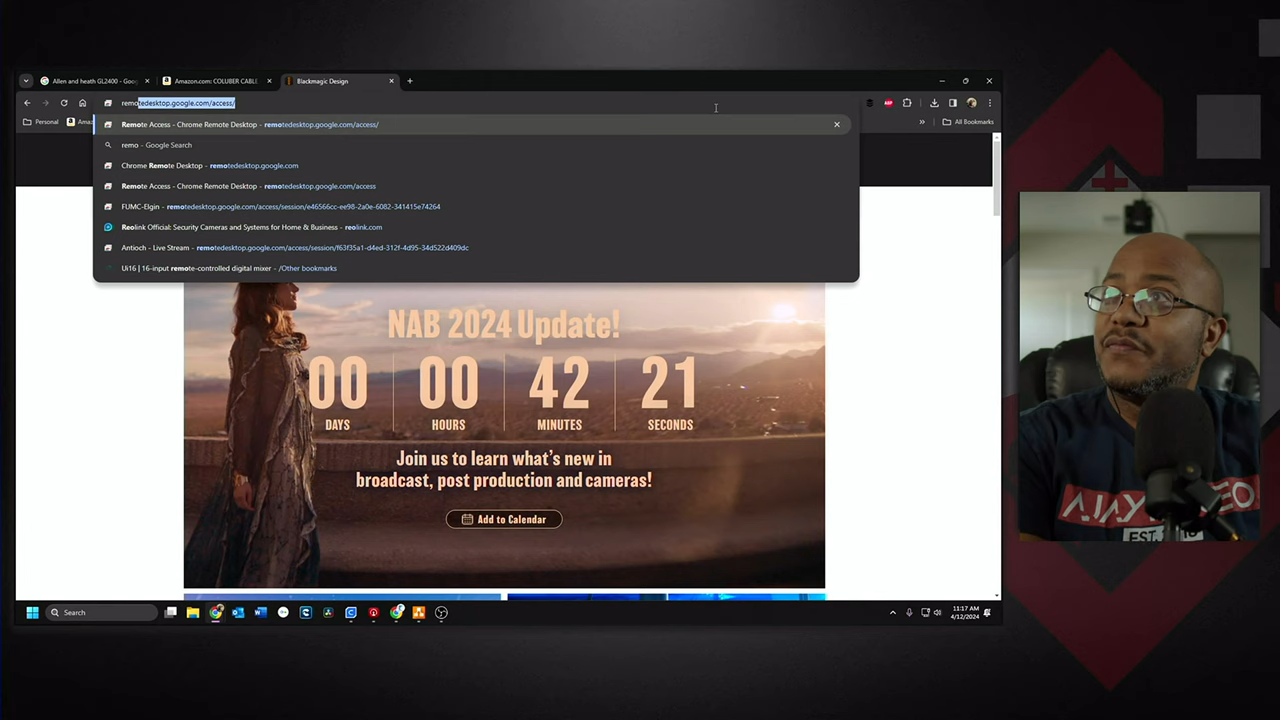 Allen and heath GL2400 - Goog
Amazon.com: COLUBER CABLE
Blackmagic Design
remotedesktop.google.com/access/
Personal
Amaz
All Bookmarks
Remote Access - Chrome Remote Desktop - remotedesktop.google.com/access/
remo - Google Search
Chrome Remote Desktop - remotedesktop.google.com
Remote Access - Chrome Remote Desktop - remotedesktop.google.com/access
FUMC-Elgin - remotedesktop.google.com/access/session/e46566cc-ee98-2a0e-6082-341415e74264
Reolink Official: Security Cameras and Systems for Home & Business - reolink.com
Antioch - Live Stream - remotedesktop.google.com/access/session/f63f35a1-d4ed-312f-4d95-34d522d409dc
Ui16 | 16-input remote-controlled digital mixer - /Other bookmarks
NAB 2024 Update!
00 00 42 21
DAYS HOURS MINUTES SECONDS
Join us to learn what's new in
broadcast, post production and cameras!
Add to Calendar
Search
11:17 AM
4/12/2024